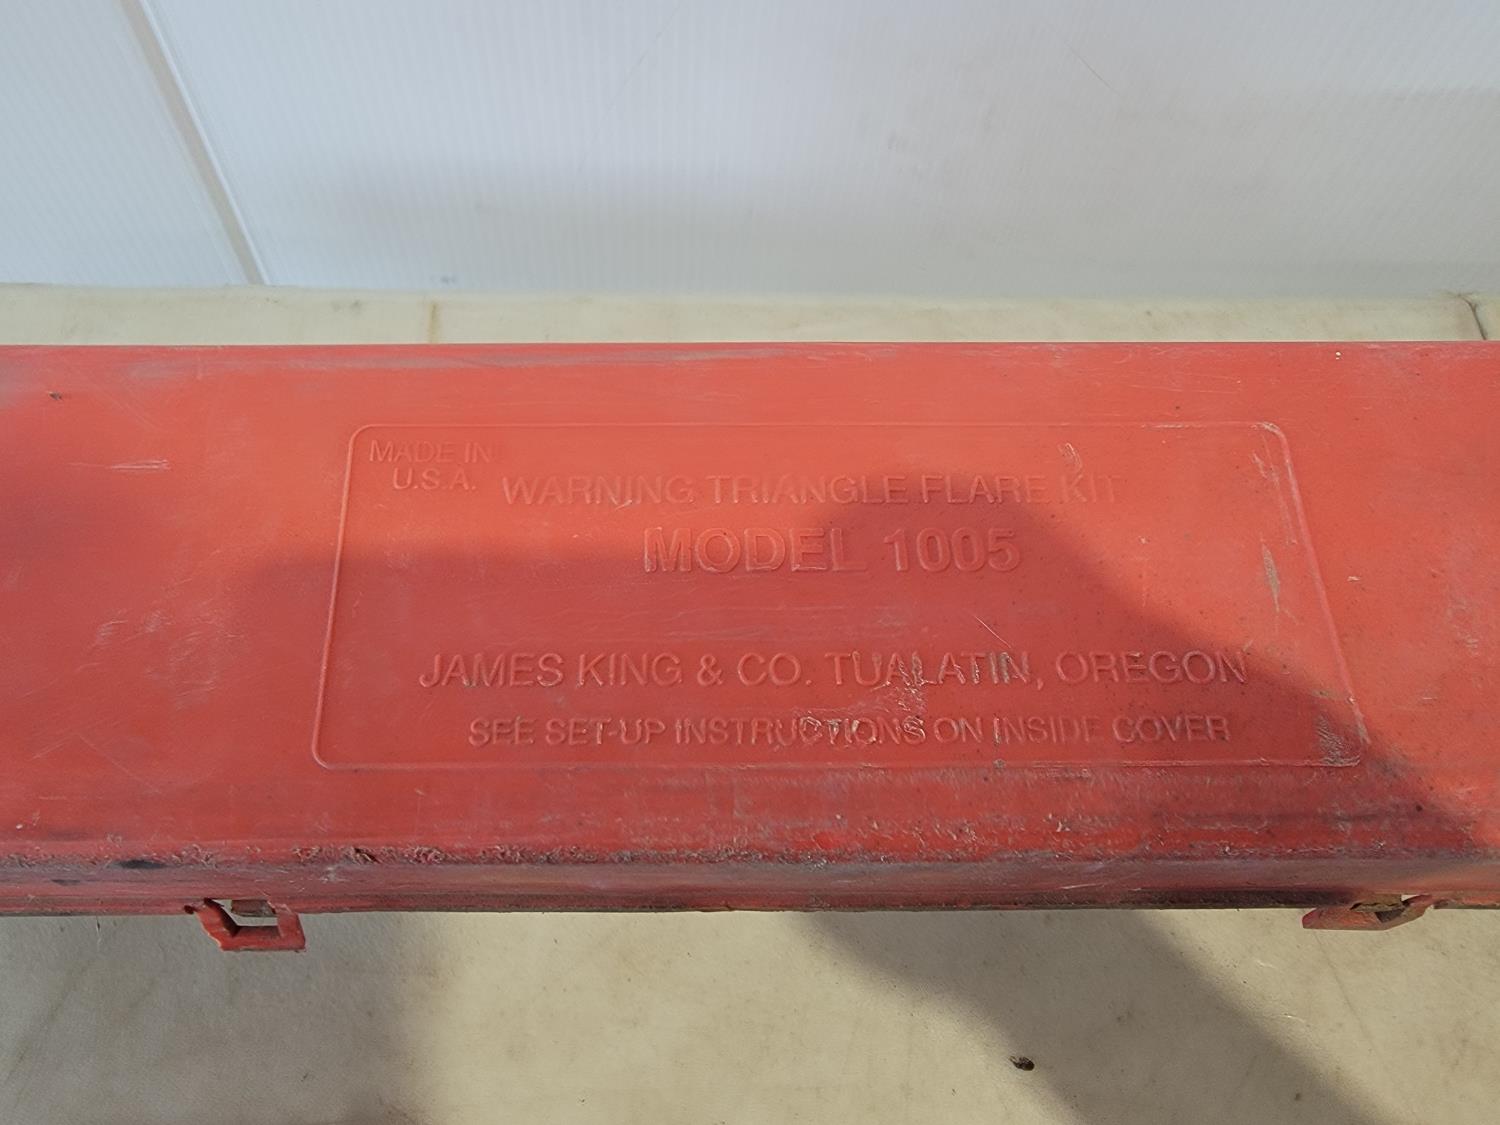 MADE IN
U.S.A.
WARNING TRIANGLE FLARE KIT
MODEL 1005
JAMES KING & CO. TUALATIN, OREGON
SEE SET-UP INSTRUCTIONS ON INSIDE COVER